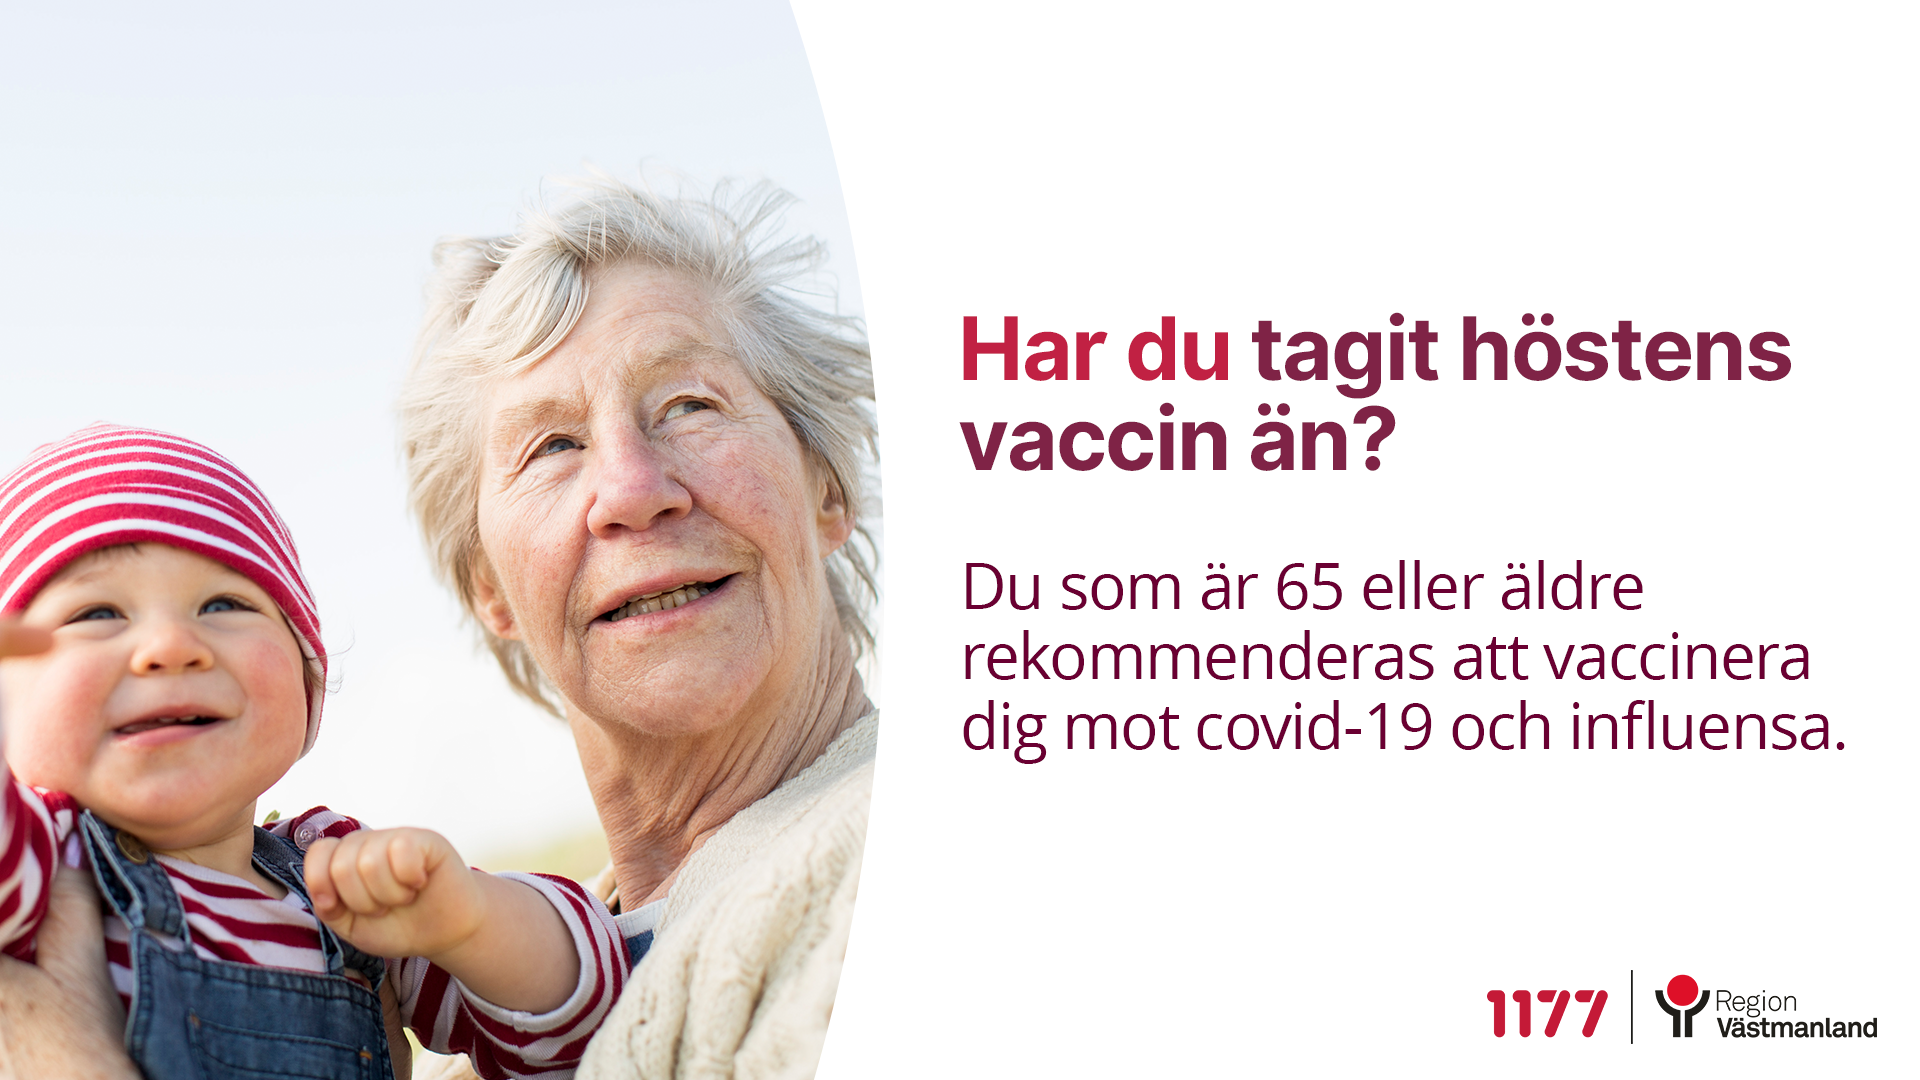 Har du tagit höstens
vaccin än?
Du som är 65 eller äldre
rekommenderas att vaccinera
dig mot covid-19 och influensa.
1177
Region
Västmanland